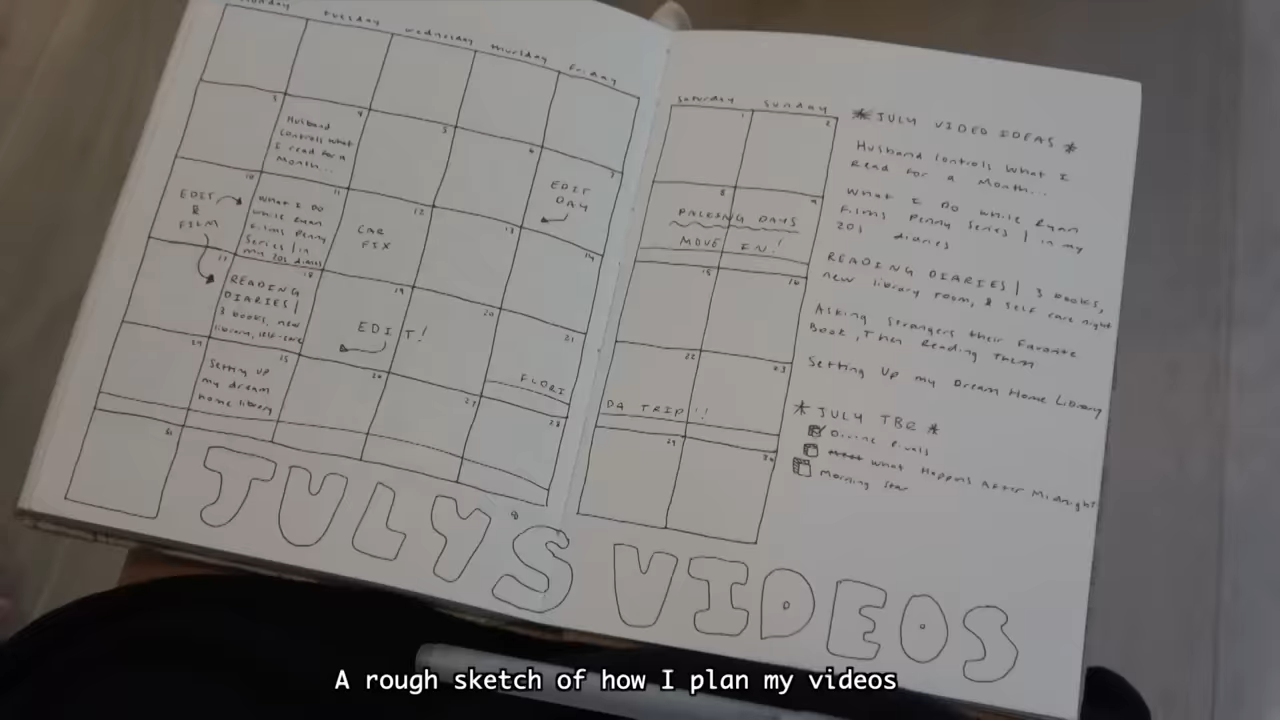 monday tuesday wednesday thursday friday
3 4 5 6 7
Husband
controls what
I read for a
Month...
EDIT
DAY
10 11 12 13 14
EDIT
&
FILM
What I Do
while Ryan
films Penny
Series | in
my 20s diaries
CAR
FIX
17 18 19 20 21
READING
DIARIES |
3 books, new
library, self-care
EDIT!
FLORI
24 25 26 27 28
Setting up
my dream
home library
31
saturday sunday
1 2
8 9
PALCING DAYS
MOVE IN!
15 16
22 23
DA TRIP!!
29 30
* JULY VIDEO IDEAS *
Husband Controls What I
Read for a Month...
What I Do while Ryan
Films Penny Series | in my
20s diaries
READING DIARIES | 3 books,
new library room, & self care night
Asking Strangers their Favorite
Book, Then Reading Them
Setting Up my Dream Home Library
* JULY TBR *
Divine Rivals
What Happens After Midnight
Morning Star
JULYS VIDEOS
A rough sketch of how I plan my videos